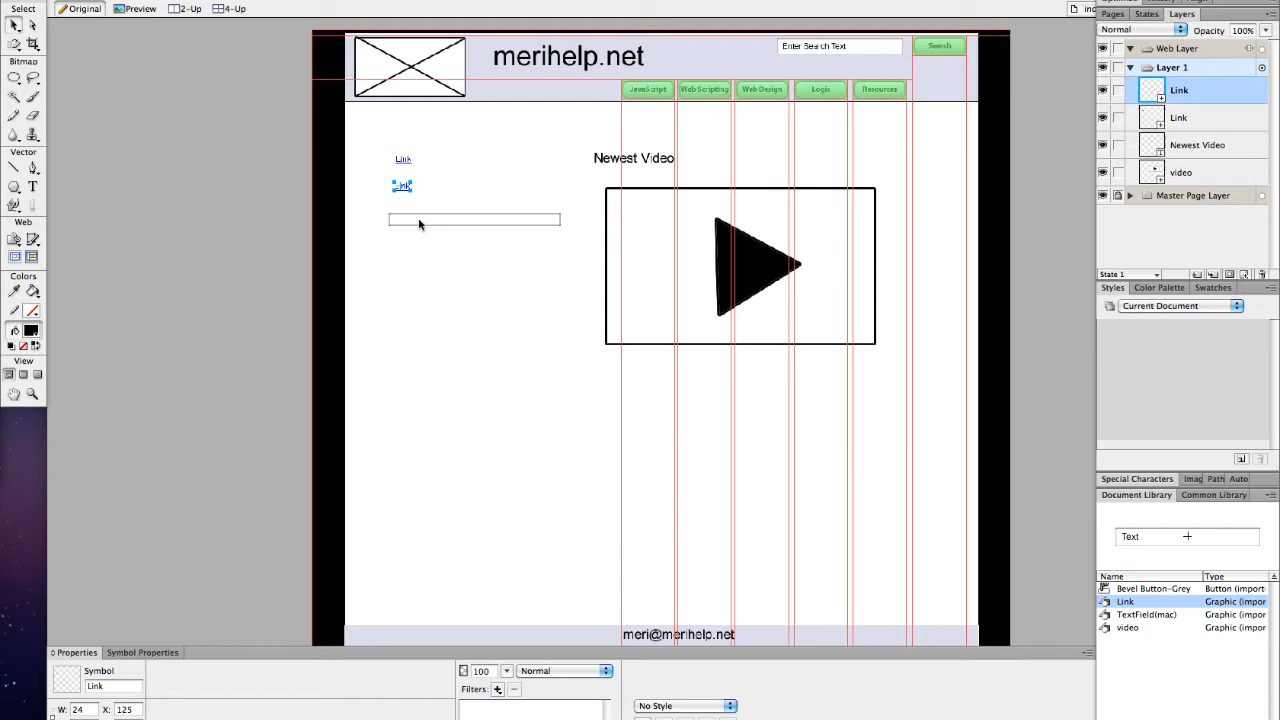 Select
Original
Preview
2-Up
4-Up
Bitmap
Vector
Web
Colors
View
merihelp.net
Enter Search Text
Search
JavaScript
Web Scripting
Web Design
Logic
Resources
Link
Link
Newest Video
meri@merihelp.net
Pages
States
Layers
Normal
Opacity
100%
Web Layer
Layer 1
Link
Link
Newest Video
video
Master Page Layer
State 1
Styles
Color Palette
Swatches
Current Document
Special Characters
Imag
Path
Auto
Document Library
Common Library
Text
Name
Type
Bevel Button-Grey
Button (impor
Link
Graphic (impor
TextField(mac)
Graphic (impor
video
Graphic (impor
Properties
Symbol Properties
Symbol
Link
W: 24
X: 125
100
Normal
Filters:
No Style